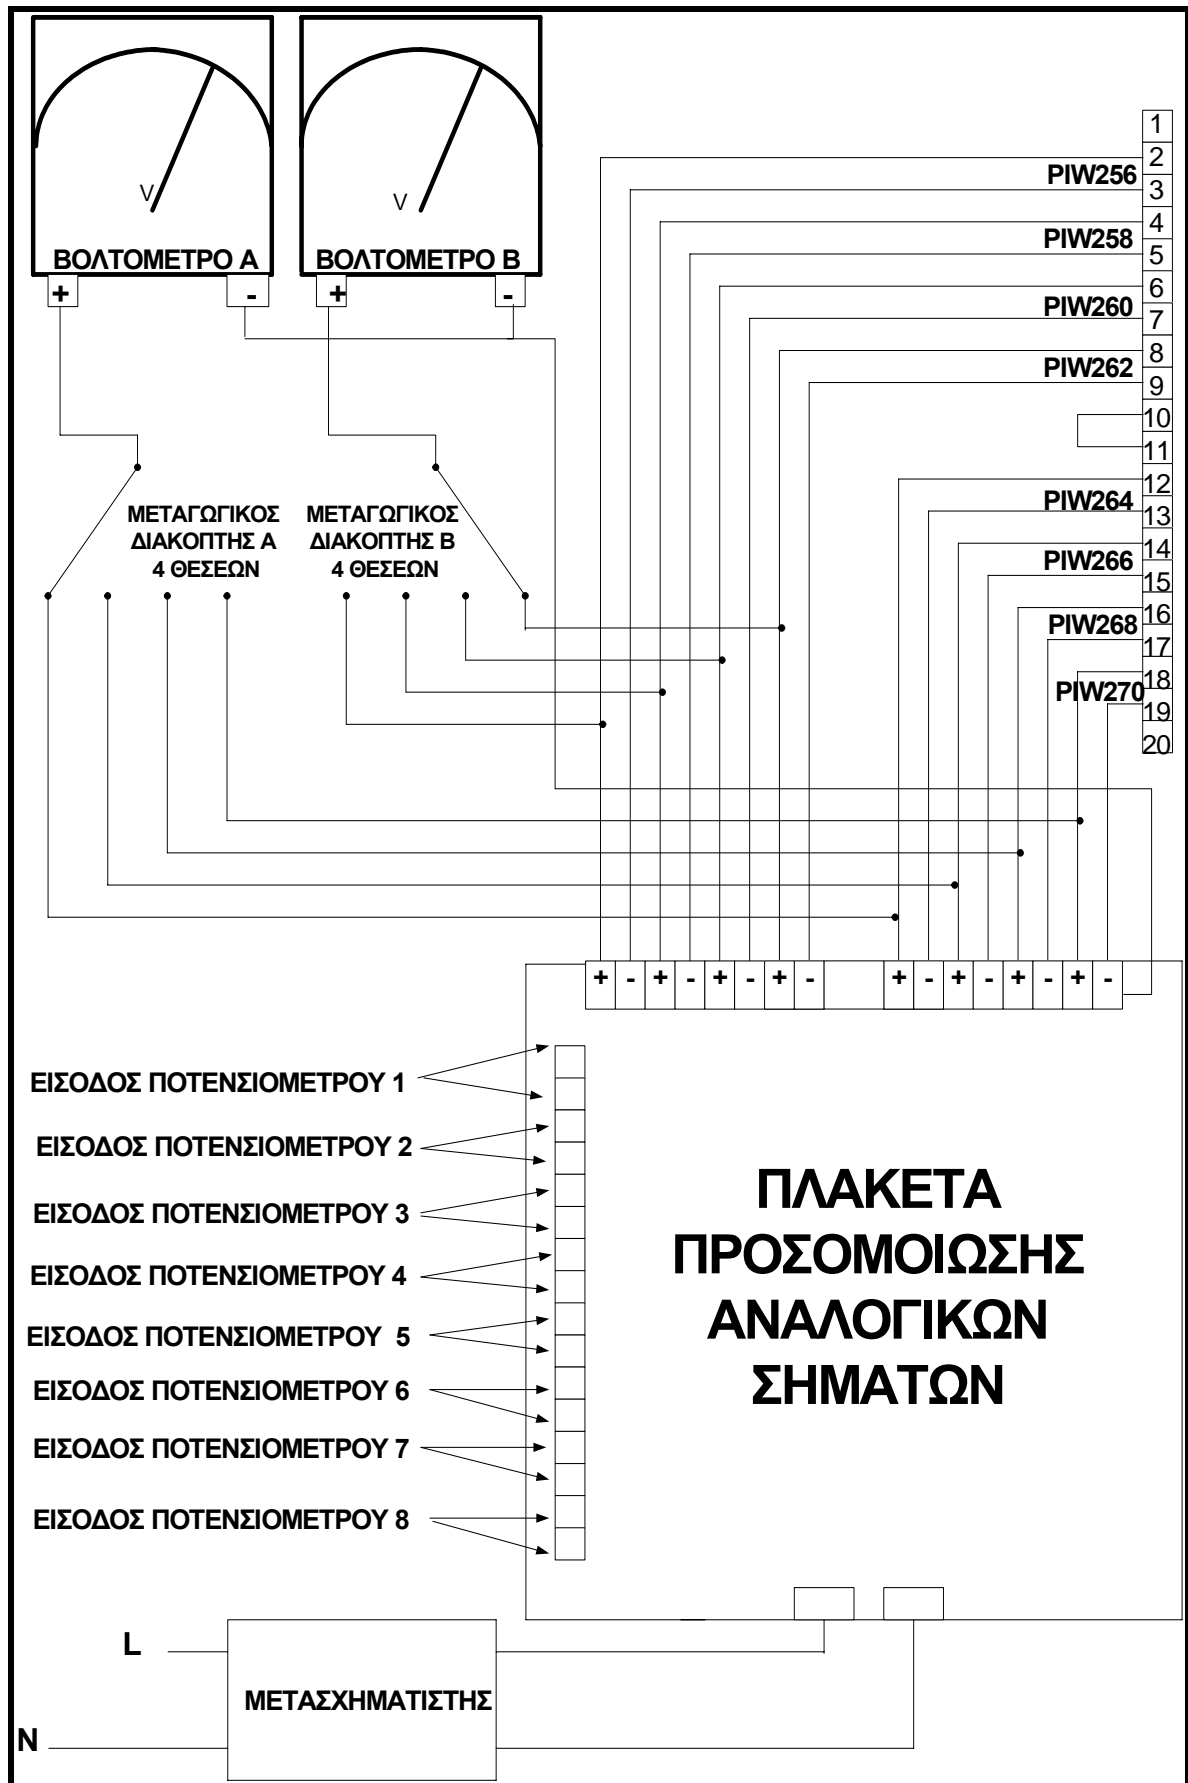 V
V
ΒΟΛΤΟΜΕΤΡΟ Α
ΒΟΛΤΟΜΕΤΡΟ Β
+
-
+
-
1
2
PIW256
3
4
PIW258
5
6
PIW260
7
8
PIW262
9
10
11
12
PIW264
13
14
PIW266
15
16
PIW268
17
18
PIW270
19
20
ΜΕΤΑΓΩΓΙΚΟΣ
ΔΙΑΚΟΠΤΗΣ Α
4 ΘΕΣΕΩΝ
ΜΕΤΑΓΩΓΙΚΟΣ
ΔΙΑΚΟΠΤΗΣ Β
4 ΘΕΣΕΩΝ
+ - + - + - + - + - + - + - + -
ΕΙΣΟΔΟΣ ΠΟΤΕΝΣΙΟΜΕΤΡΟΥ 1
ΕΙΣΟΔΟΣ ΠΟΤΕΝΣΙΟΜΕΤΡΟΥ 2
ΕΙΣΟΔΟΣ ΠΟΤΕΝΣΙΟΜΕΤΡΟΥ 3
ΕΙΣΟΔΟΣ ΠΟΤΕΝΣΙΟΜΕΤΡΟΥ 4
ΕΙΣΟΔΟΣ ΠΟΤΕΝΣΙΟΜΕΤΡΟΥ 5
ΕΙΣΟΔΟΣ ΠΟΤΕΝΣΙΟΜΕΤΡΟΥ 6
ΕΙΣΟΔΟΣ ΠΟΤΕΝΣΙΟΜΕΤΡΟΥ 7
ΕΙΣΟΔΟΣ ΠΟΤΕΝΣΙΟΜΕΤΡΟΥ 8
ΠΛΑΚΕΤΑ
ΠΡΟΣΟΜΟΙΩΣΗΣ
ΑΝΑΛΟΓΙΚΩΝ
ΣΗΜΑΤΩΝ
L
ΜΕΤΑΣΧΗΜΑΤΙΣΤΗΣ
N